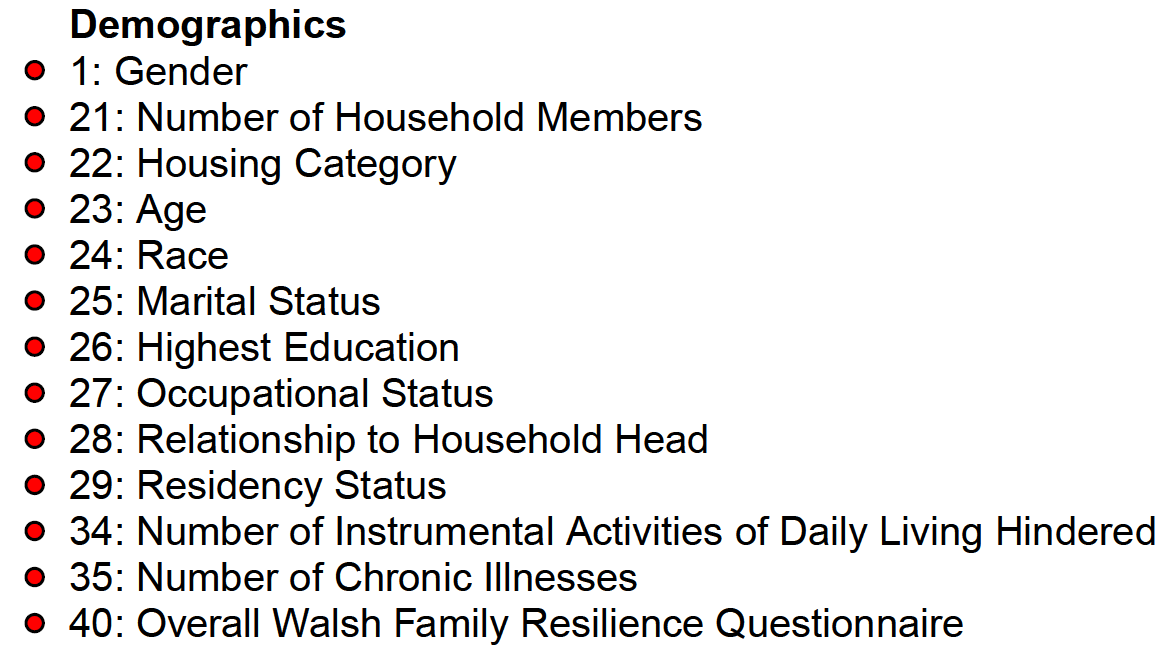 Demographics
1: Gender
21: Number of Household Members
22: Housing Category
23: Age
24: Race
25: Marital Status
26: Highest Education
27: Occupational Status
28: Relationship to Household Head
29: Residency Status
34: Number of Instrumental Activities of Daily Living Hindered
35: Number of Chronic Illnesses
40: Overall Walsh Family Resilience Questionnaire